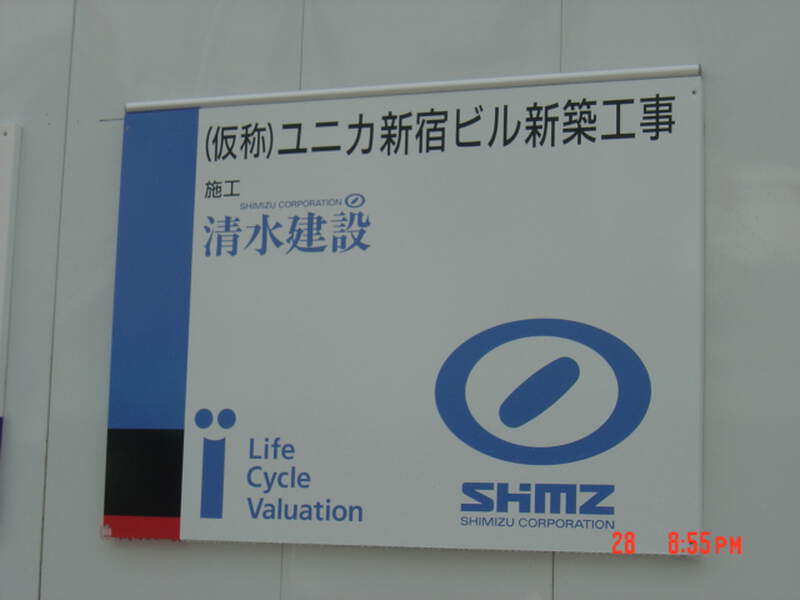 (仮称)ユニカ新宿ビル新築工事
施工
SHIMIZU CORPORATION
清水建設
Life
Cycle
Valuation
SHIMZ
SHIMIZU CORPORATION
28 8:55PM